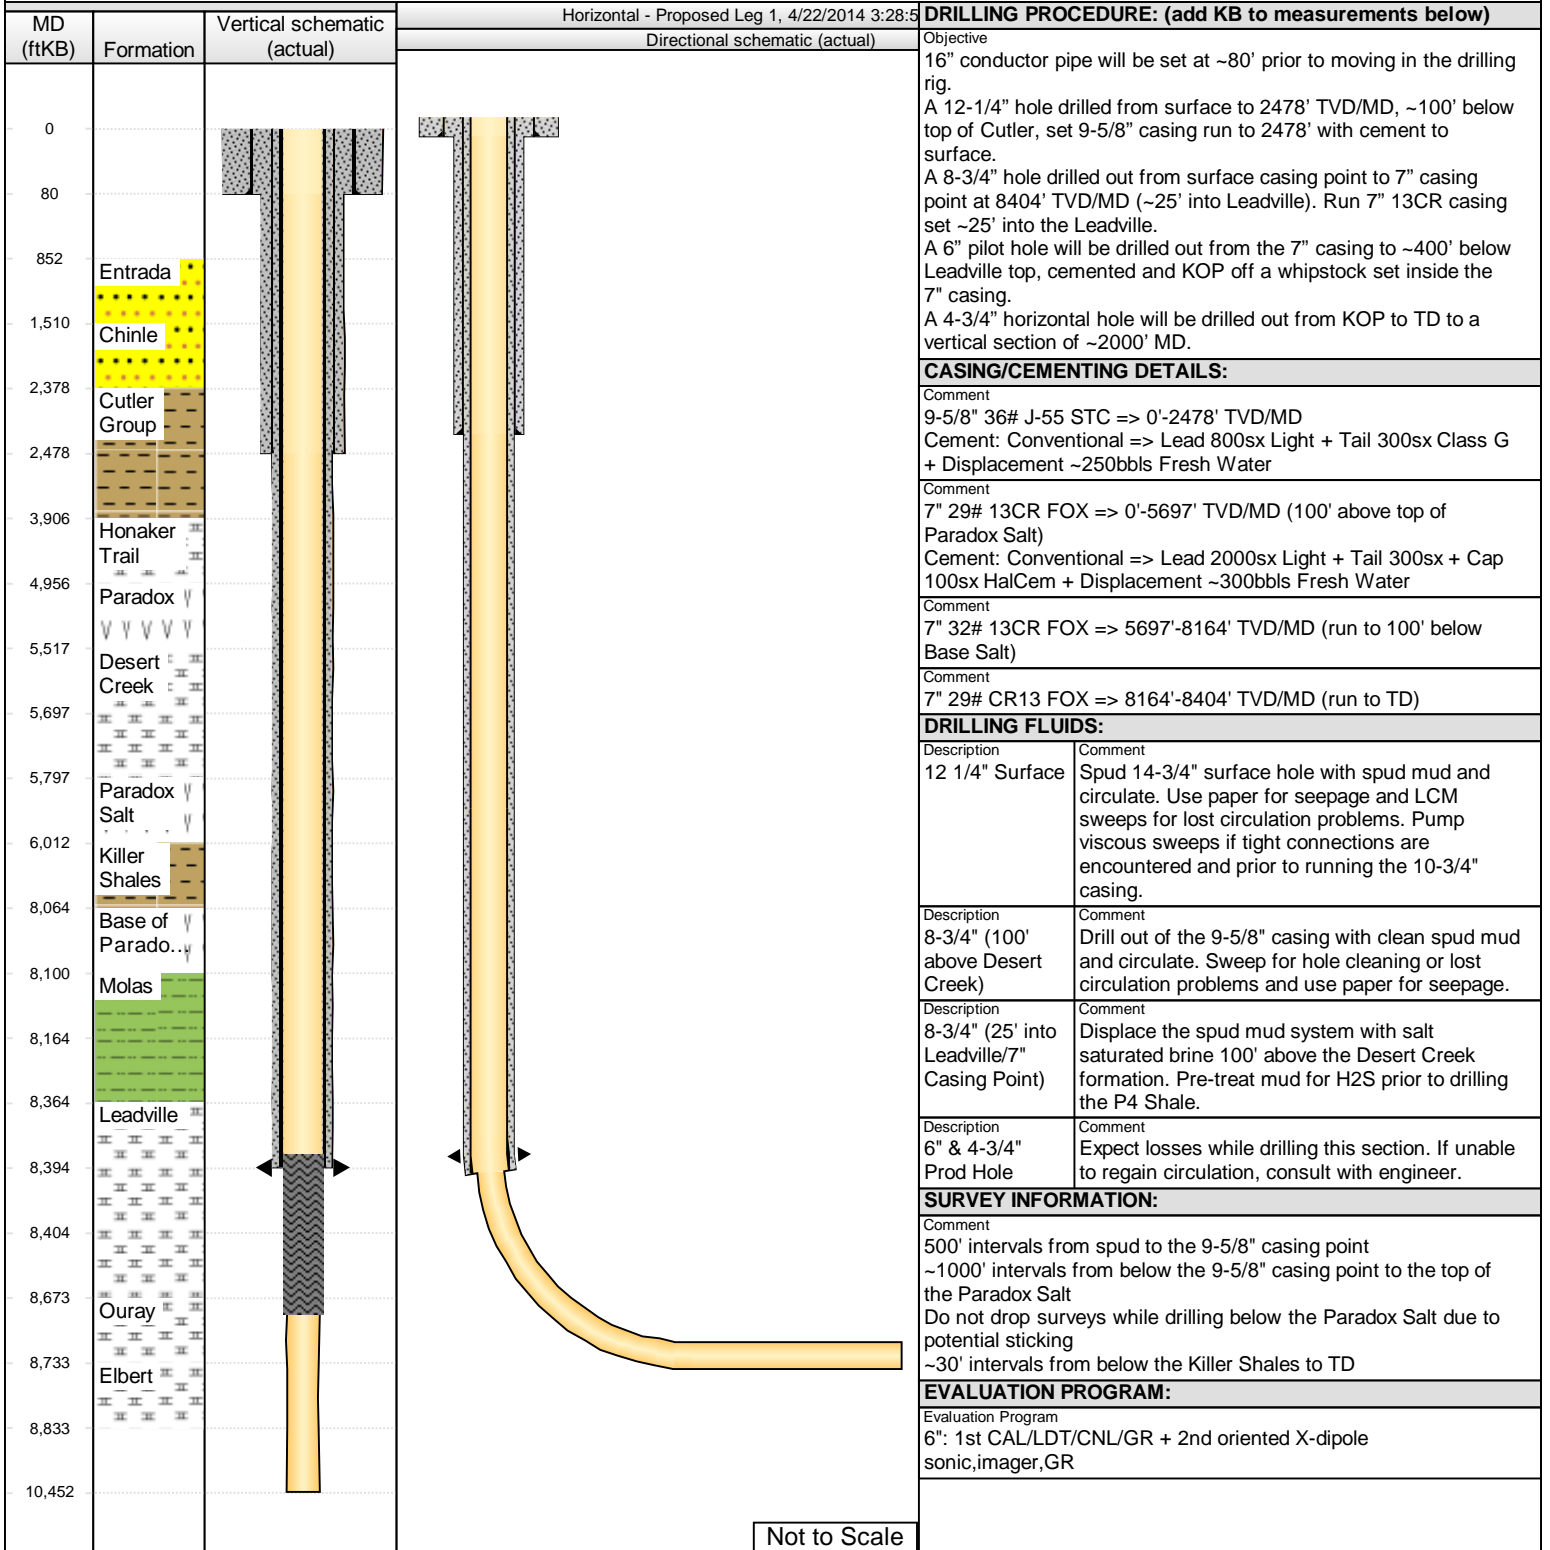 MD
(ftKB)
Formation
Vertical schematic
(actual)
Horizontal - Proposed Leg 1, 4/22/2014 3:28:5
Directional schematic (actual)
0
80
852
Entrada
1,510
Chinle
2,378
Cutler
Group
2,478
3,906
Honaker
Trail
4,956
Paradox
5,517
Desert
Creek
5,697
5,797
Paradox
Salt
6,012
Killer
Shales
8,064
Base of
Parado...
8,100
Molas
8,164
8,364
Leadville
8,394
8,404
8,673
Ouray
8,733
Elbert
8,833
10,452
Not to Scale
DRILLING PROCEDURE: (add KB to measurements below)
Objective
16” conductor pipe will be set at ~80’ prior to moving in the drilling
rig.
A 12-1/4” hole drilled from surface to 2478’ TVD/MD, ~100’ below
top of Cutler, set 9-5/8” casing run to 2478’ with cement to
surface.
A 8-3/4” hole drilled out from surface casing point to 7” casing
point at 8404’ TVD/MD (~25’ into Leadville). Run 7” 13CR casing
set ~25’ into the Leadville.
A 6” pilot hole will be drilled out from the 7” casing to ~400’ below
Leadville top, cemented and KOP off a whipstock set inside the
7" casing.
A 4-3/4” horizontal hole will be drilled out from KOP to TD to a
vertical section of ~2000’ MD.
CASING/CEMENTING DETAILS:
Comment
9-5/8" 36# J-55 STC => 0'-2478' TVD/MD
Cement: Conventional => Lead 800sx Light + Tail 300sx Class G
+ Displacement ~250bbls Fresh Water
Comment
7" 29# 13CR FOX => 0'-5697' TVD/MD (100' above top of
Paradox Salt)
Cement: Conventional => Lead 2000sx Light + Tail 300sx + Cap
100sx HalCem + Displacement ~300bbls Fresh Water
Comment
7" 32# 13CR FOX => 5697'-8164' TVD/MD (run to 100' below
Base Salt)
Comment
7" 29# CR13 FOX => 8164'-8404' TVD/MD (run to TD)
DRILLING FLUIDS:
Description
12 1/4" Surface
Comment
Spud 14-3/4" surface hole with spud mud and
circulate. Use paper for seepage and LCM
sweeps for lost circulation problems. Pump
viscous sweeps if tight connections are
encountered and prior to running the 10-3/4"
casing.
Description
8-3/4" (100'
above Desert
Creek)
Comment
Drill out of the 9-5/8" casing with clean spud mud
and circulate. Sweep for hole cleaning or lost
circulation problems and use paper for seepage.
Description
8-3/4" (25' into
Leadville/7"
Casing Point)
Comment
Displace the spud mud system with salt
saturated brine 100' above the Desert Creek
formation. Pre-treat mud for H2S prior to drilling
the P4 Shale.
Description
6" & 4-3/4"
Prod Hole
Comment
Expect losses while drilling this section. If unable
to regain circulation, consult with engineer.
SURVEY INFORMATION:
Comment
500' intervals from spud to the 9-5/8" casing point
~1000' intervals from below the 9-5/8" casing point to the top of
the Paradox Salt
Do not drop surveys while drilling below the Paradox Salt due to
potential sticking
~30' intervals from below the Killer Shales to TD
EVALUATION PROGRAM:
Evaluation Program
6": 1st CAL/LDT/CNL/GR + 2nd oriented X-dipole
sonic,imager,GR